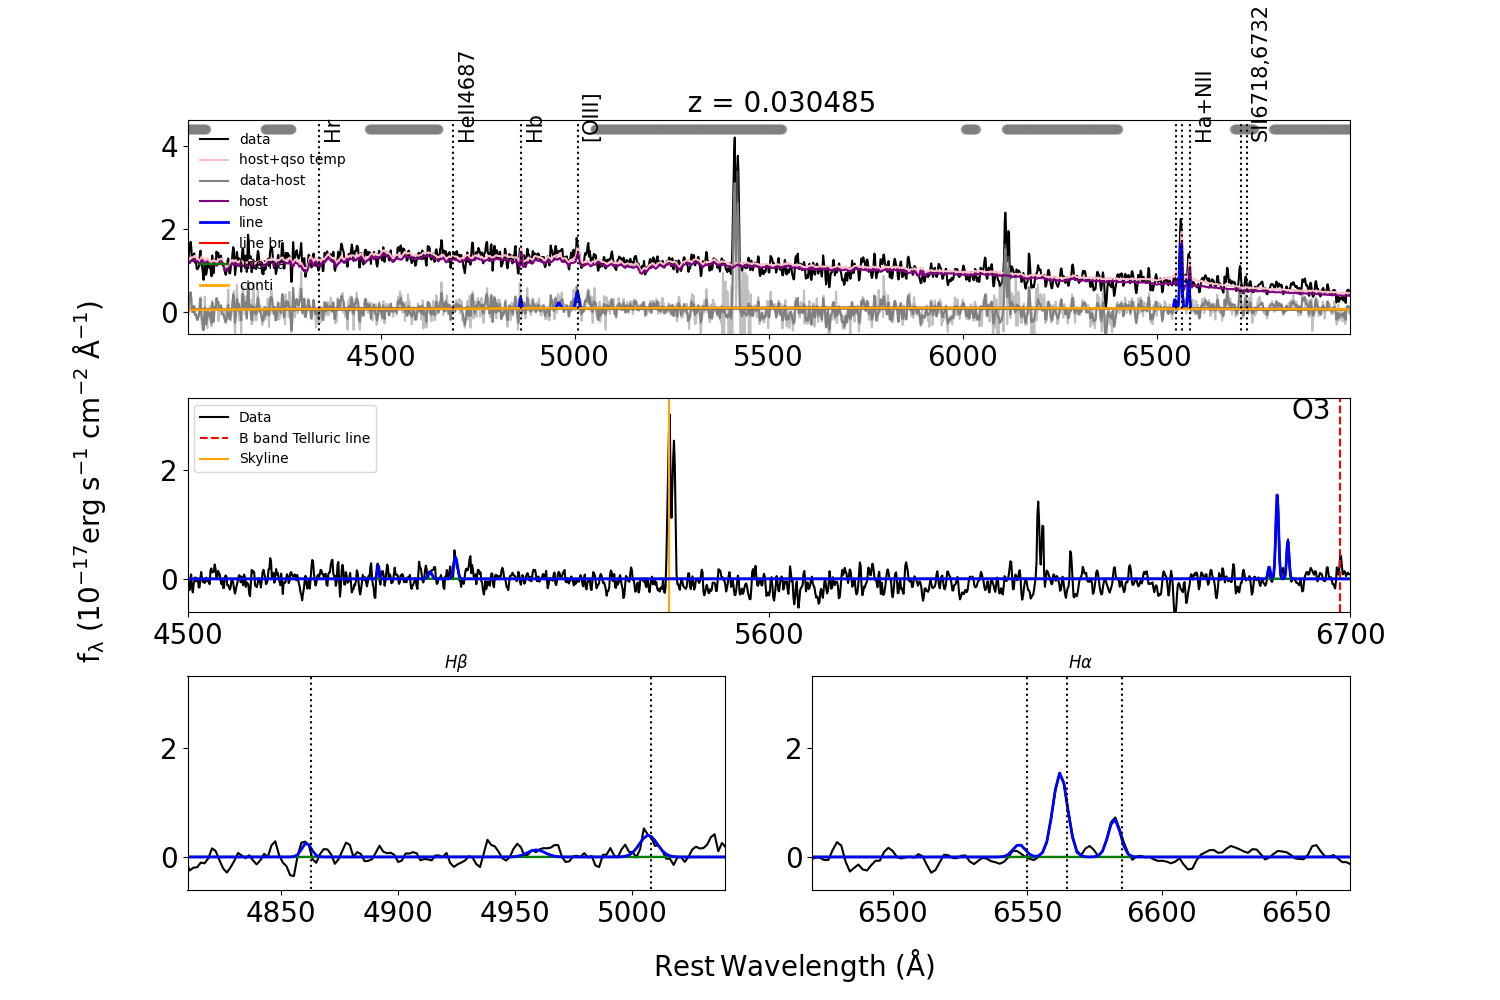 z = 0.030485
Hr
HeII4687
Hb
[OIII]
Ha+NII
SII6718,6732
data
host+qso temp
data-host
host
line
line br
conti
4
2
0
4500
5000
5500
6000
6500
fλ (10⁻¹⁷erg s⁻¹ cm⁻² Å⁻¹)
O3
Data
B band Telluric line
Skyline
2
0
4500
5600
6700
Hβ
2
0
4850
4900
4950
5000
Hα
2
0
6500
6550
6600
6650
Rest Wavelength (Å)